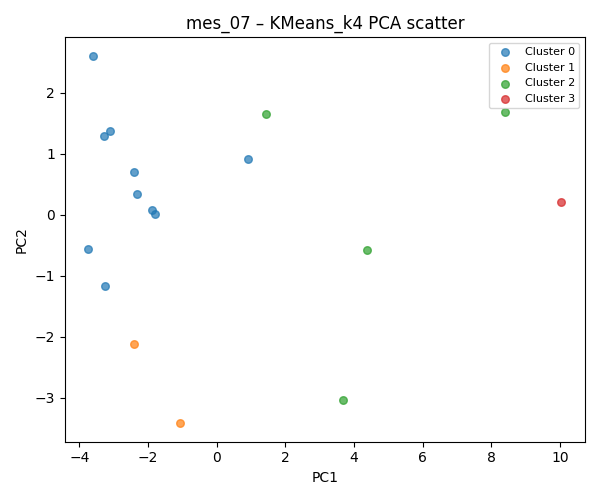 mes_07 – KMeans_k4 PCA scatter
Cluster 0
Cluster 1
Cluster 2
Cluster 3
PC2
2
1
0
−1
−2
−3
−4 −2 0 2 4 6 8 10
PC1